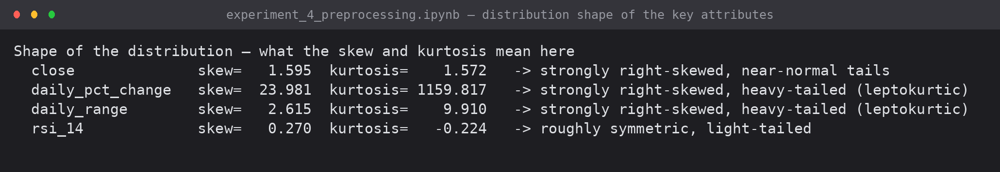 experiment_4_preprocessing.ipynb — distribution shape of the key attributes
Shape of the distribution — what the skew and kurtosis mean here
close skew= 1.595 kurtosis= 1.572 -> strongly right-skewed, near-normal tails
daily_pct_change skew= 23.981 kurtosis= 1159.817 -> strongly right-skewed, heavy-tailed (leptokurtic)
daily_range skew= 2.615 kurtosis= 9.910 -> strongly right-skewed, heavy-tailed (leptokurtic)
rsi_14 skew= 0.270 kurtosis= -0.224 -> roughly symmetric, light-tailed